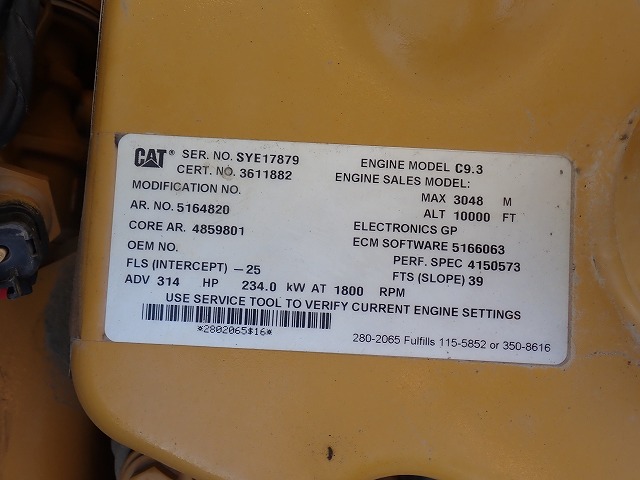 CAT® SER. NO. SYE17879 ENGINE MODEL C9.3
CERT. NO. 3611882 ENGINE SALES MODEL:
MODIFICATION NO. MAX 3048 M
AR. NO. 5164820 ALT 10000 FT
CORE AR. 4859801 ELECTRONICS GP
OEM NO. ECM SOFTWARE 5166063
FLS (INTERCEPT) -25 PERF. SPEC 4150573
ADV 314 HP 234.0 kW AT 1800 RPM FTS (SLOPE) 39
USE SERVICE TOOL TO VERIFY CURRENT ENGINE SETTINGS
*2802065$16*
280-2065 Fulfills 115-5852 or 350-8616